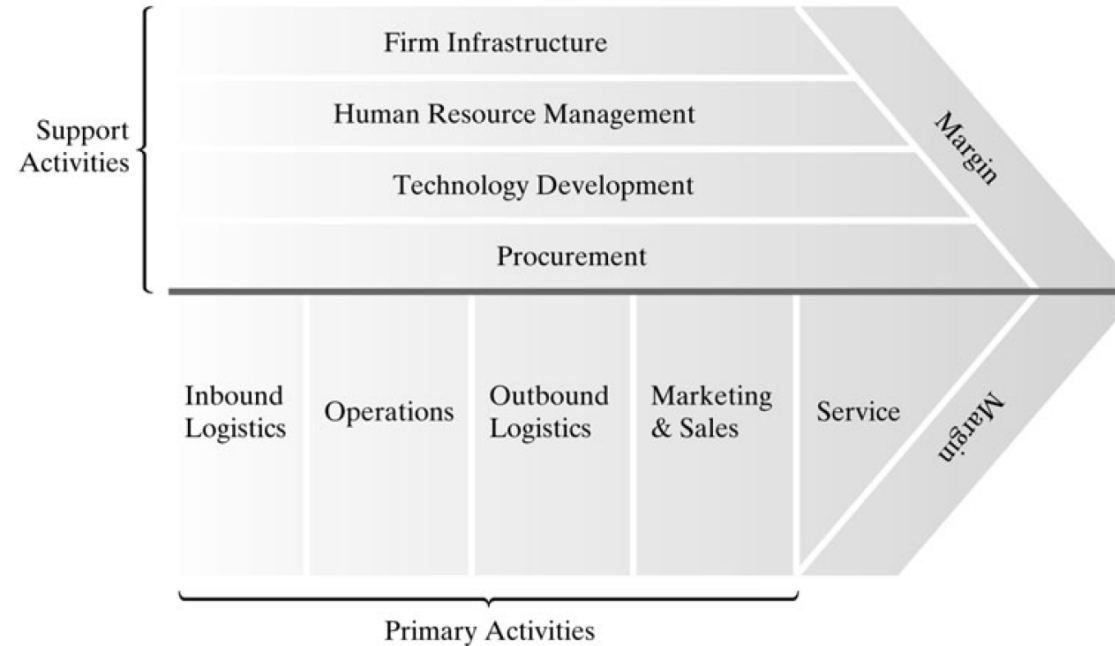 Firm Infrastructure
Human Resource Management
Support
Activities
Technology Development
Procurement
Margin
Inbound
Logistics
Operations
Outbound
Logistics
Marketing
& Sales
Service
Margin
Primary Activities